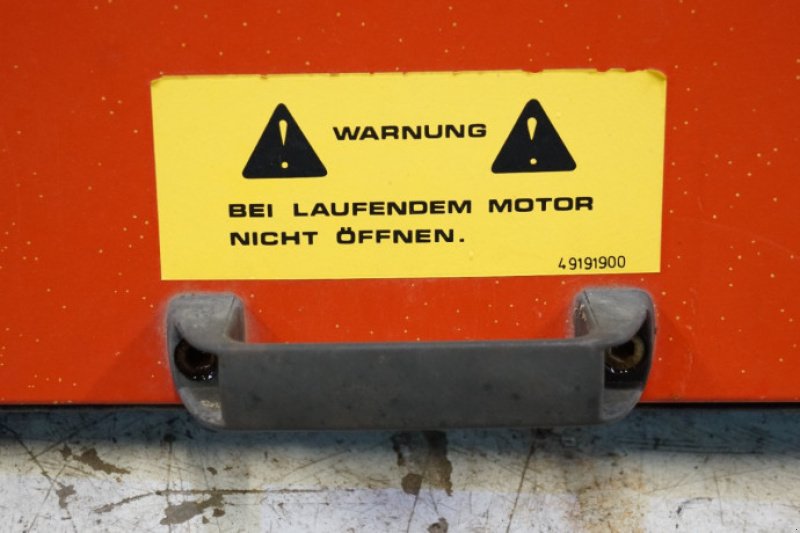 WARNUNG
BEI LAUFENDEM MOTOR
NICHT ÖFFNEN.
49191900